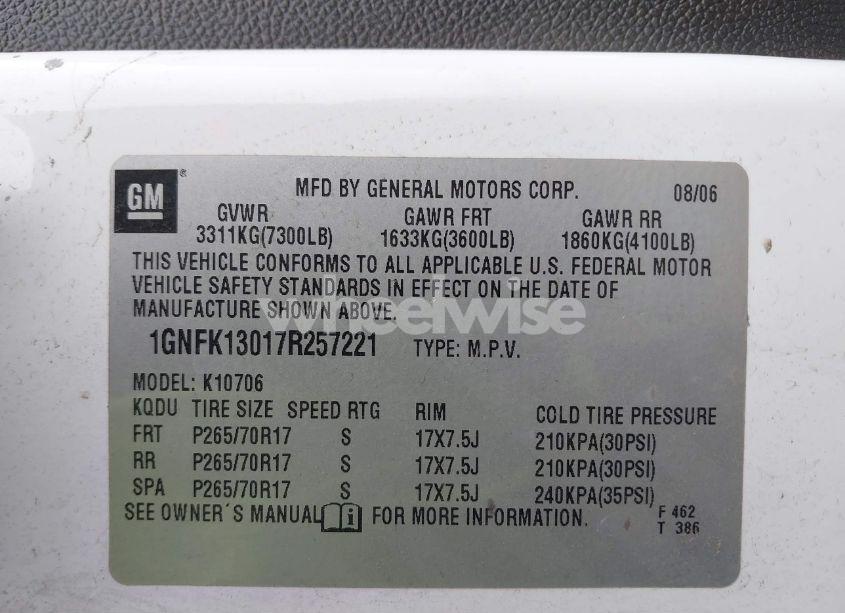 GM ® MFD BY GENERAL MOTORS CORP. 08/06
GVWR GAWR FRT GAWR RR
3311KG(7300LB) 1633KG(3600LB) 1860KG(4100LB)
THIS VEHICLE CONFORMS TO ALL APPLICABLE U.S. FEDERAL MOTOR
VEHICLE SAFETY STANDARDS IN EFFECT ON THE DATE OF
MANUFACTURE SHOWN ABOVE.
wheelwise
1GNFK13017R257221 TYPE: M.P.V.
MODEL: K10706
KQDU TIRE SIZE SPEED RTG RIM COLD TIRE PRESSURE
FRT P265/70R17 S 17X7.5J 210KPA(30PSI)
RR P265/70R17 S 17X7.5J 210KPA(30PSI)
SPA P265/70R17 S 17X7.5J 240KPA(35PSI)
SEE OWNER´S MANUAL i FOR MORE INFORMATION. F 462
T 386